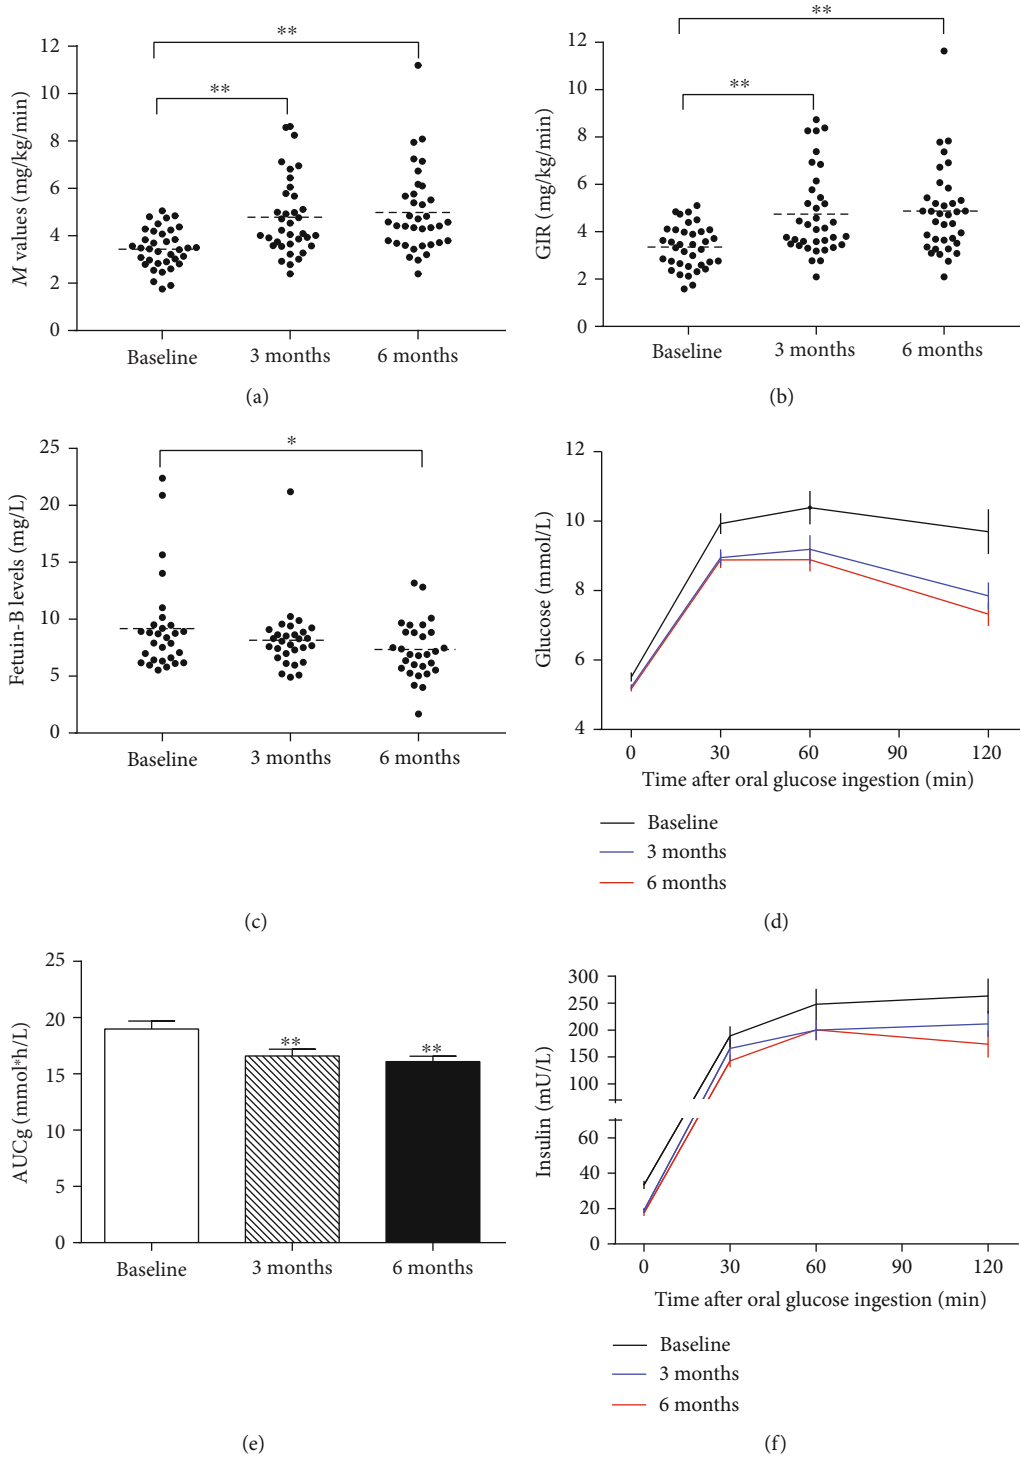 **
**
12
10
8
6
4
2
0
M values (mg/kg/min)
Baseline
3 months
6 months
(a)
**
**
12
10
8
6
4
2
0
GIR (mg/kg/min)
Baseline
3 months
6 months
(b)
*
25
20
15
10
5
0
Fetuin-B levels (mg/L)
Baseline
3 months
6 months
(c)
12
10
8
6
4
Glucose (mmol/L)
0
30
60
90
120
Time after oral glucose ingestion (min)
Baseline
3 months
6 months
(d)
25
20
15
10
5
0
AUCg (mmol*h/L)
**
**
Baseline
3 months
6 months
(e)
300
250
200
150
100
60
40
20
0
Insulin (mU/L)
0
30
60
90
120
Time after oral glucose ingestion (min)
Baseline
3 months
6 months
(f)